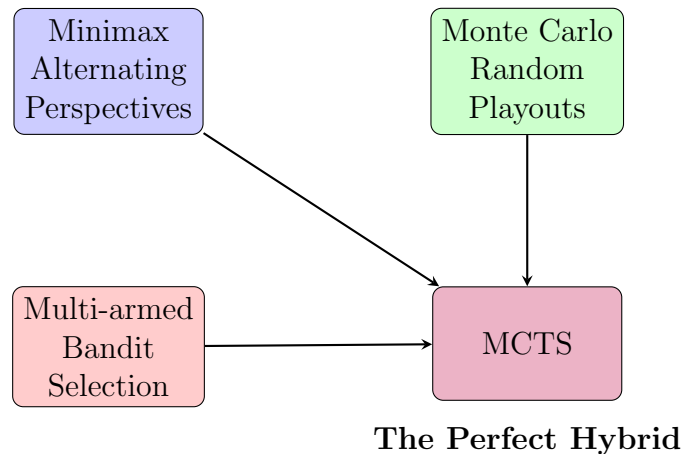 Minimax
Alternating
Perspectives
Monte Carlo
Random
Playouts
Multi-armed
Bandit
Selection
MCTS
The Perfect Hybrid